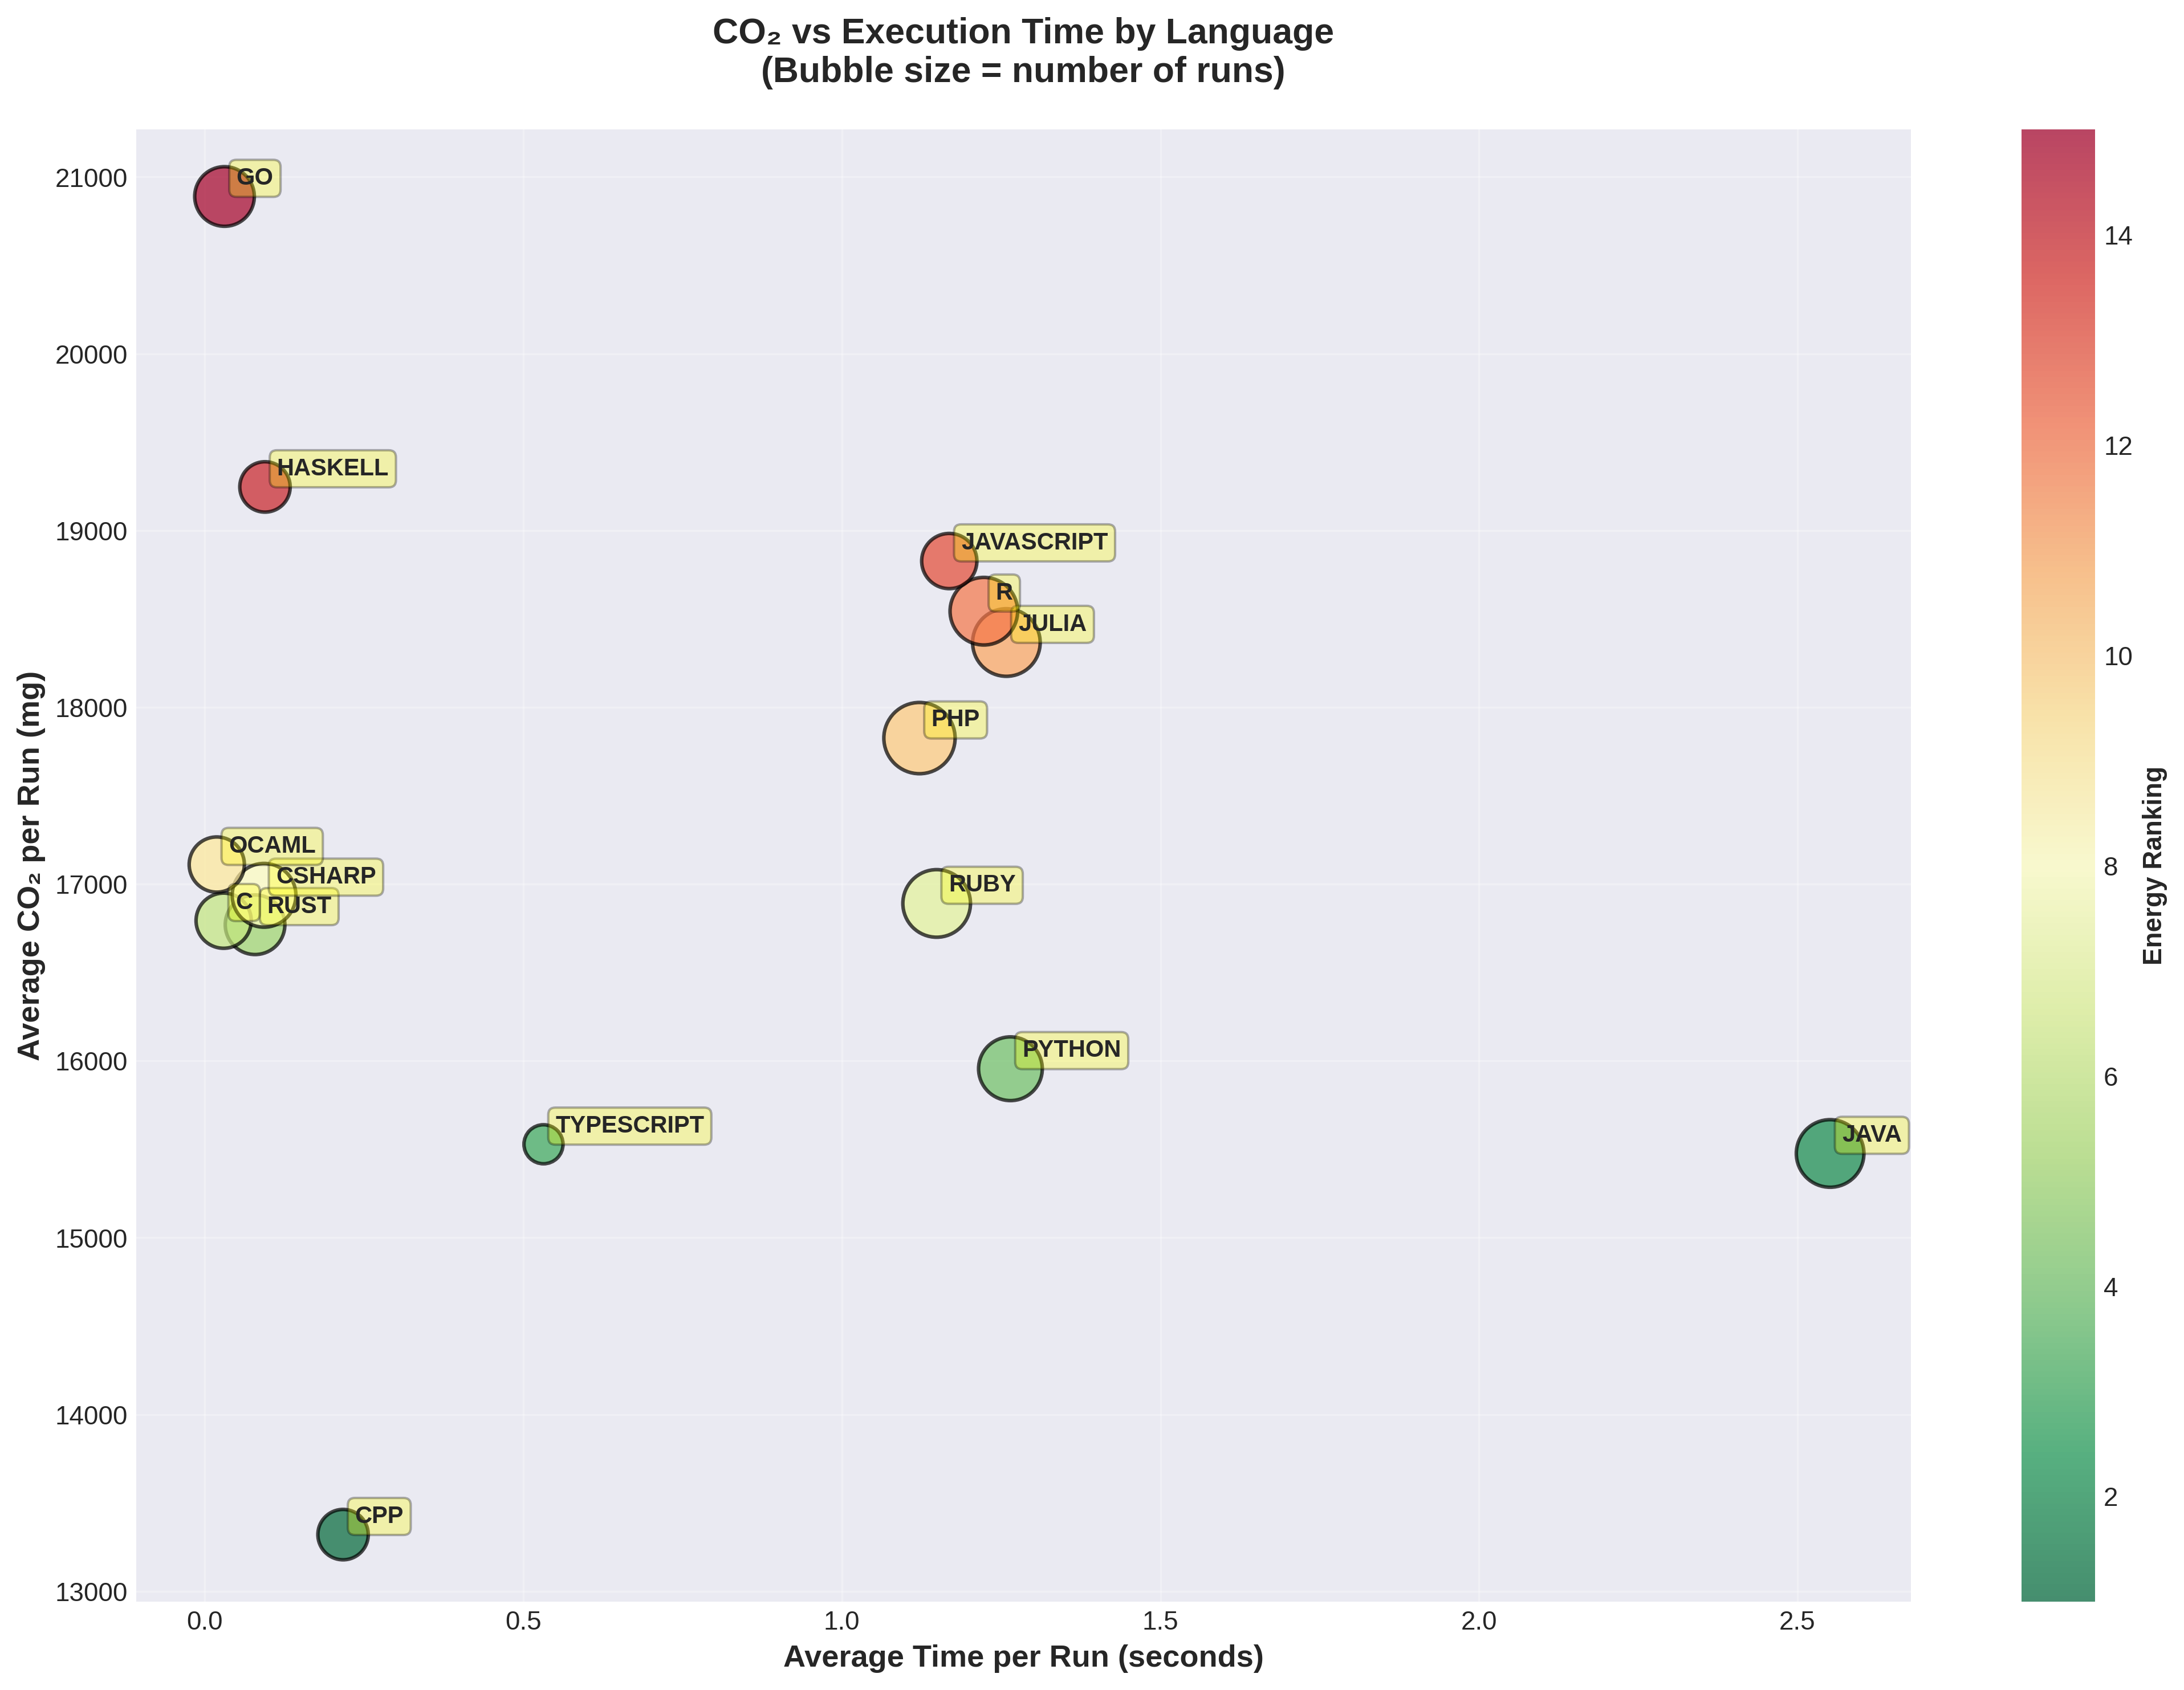 CO₂ vs Execution Time by Language
(Bubble size = number of runs)
Average CO₂ per Run (mg)
21000
20000
19000
18000
17000
16000
15000
14000
13000
GO
HASKELL
JAVASCRIPT
R
JULIA
PHP
OCAML
CSHARP
C
RUST
RUBY
PYTHON
TYPESCRIPT
JAVA
CPP
0.0
0.5
1.0
1.5
2.0
2.5
Average Time per Run (seconds)
14
12
10
8
6
4
2
Energy Ranking